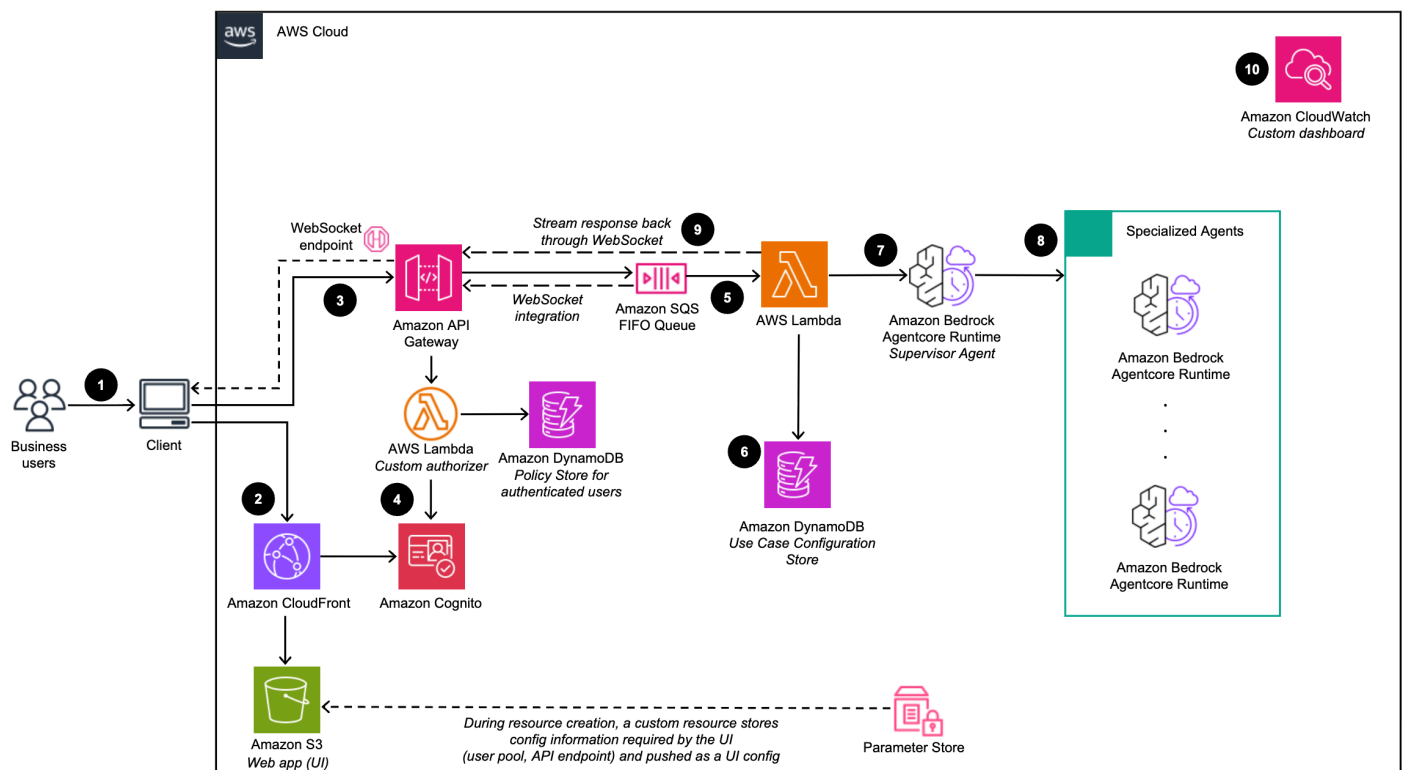 aws
AWS Cloud
10
Amazon CloudWatch
Custom dashboard
WebSocket
endpoint
Stream response back
through WebSocket
9
7
8
Specialized Agents
3
WebSocket
integration
Amazon SQS
FIFO Queue
5
AWS Lambda
Amazon API
Gateway
Amazon Bedrock
Agentcore Runtime
Supervisor Agent
Amazon Bedrock
Agentcore Runtime
.
.
.
Amazon Bedrock
Agentcore Runtime
1
Business
users
Client
AWS Lambda
Custom authorizer
Amazon DynamoDB
Policy Store for
authenticated users
6
Amazon DynamoDB
Use Case Configuration
Store
2
4
Amazon CloudFront
Amazon Cognito
Amazon S3
Web app (UI)
During resource creation, a custom resource stores
config information required by the UI
(user pool, API endpoint) and pushed as a UI config
Parameter Store